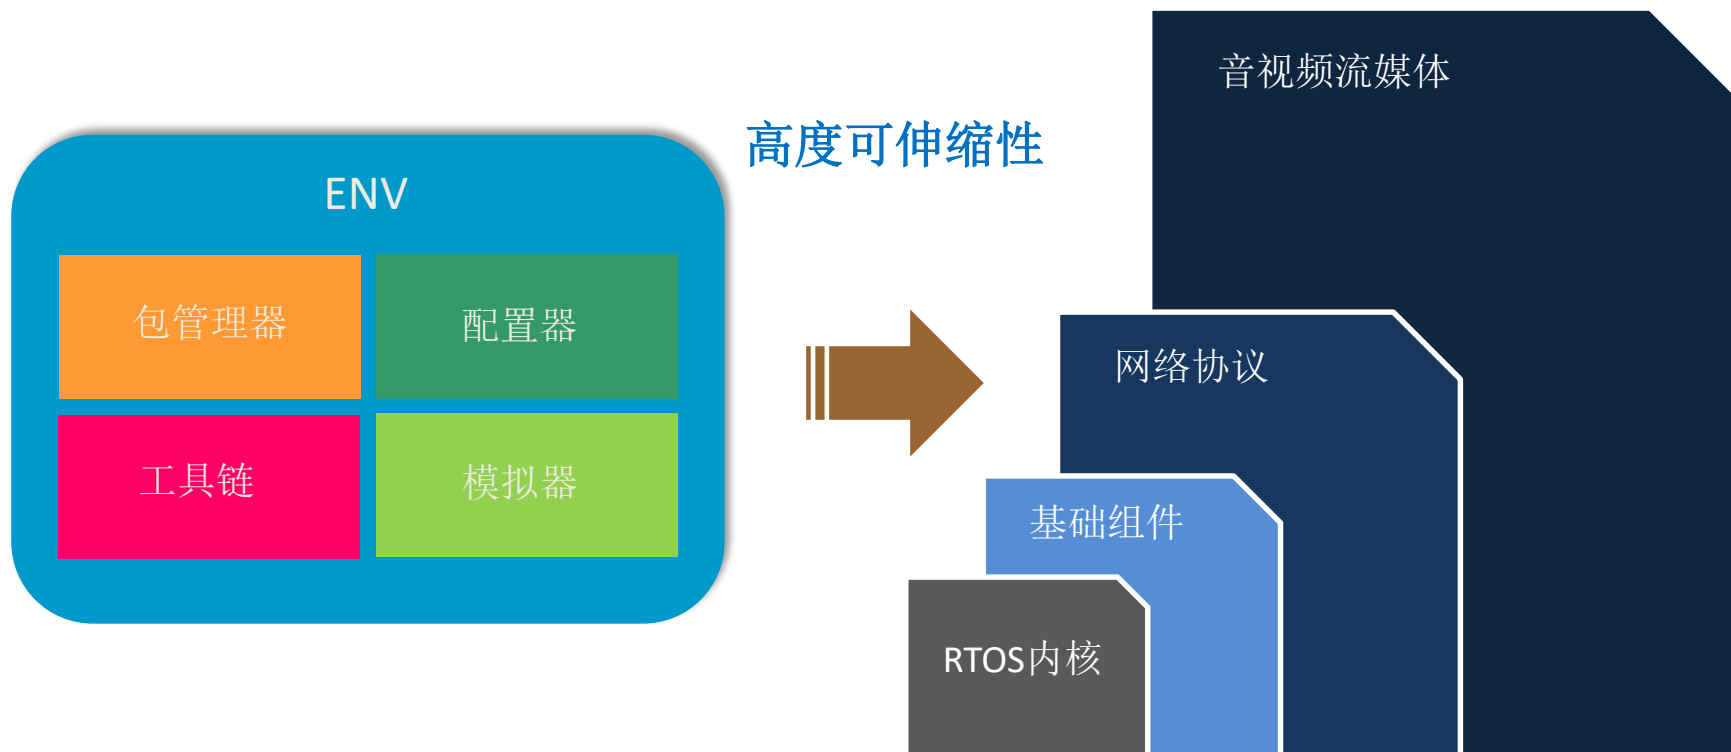 高度可伸缩性
ENV
包管理器
配置器
工具链
模拟器
音视频流媒体
网络协议
基础组件
RTOS内核